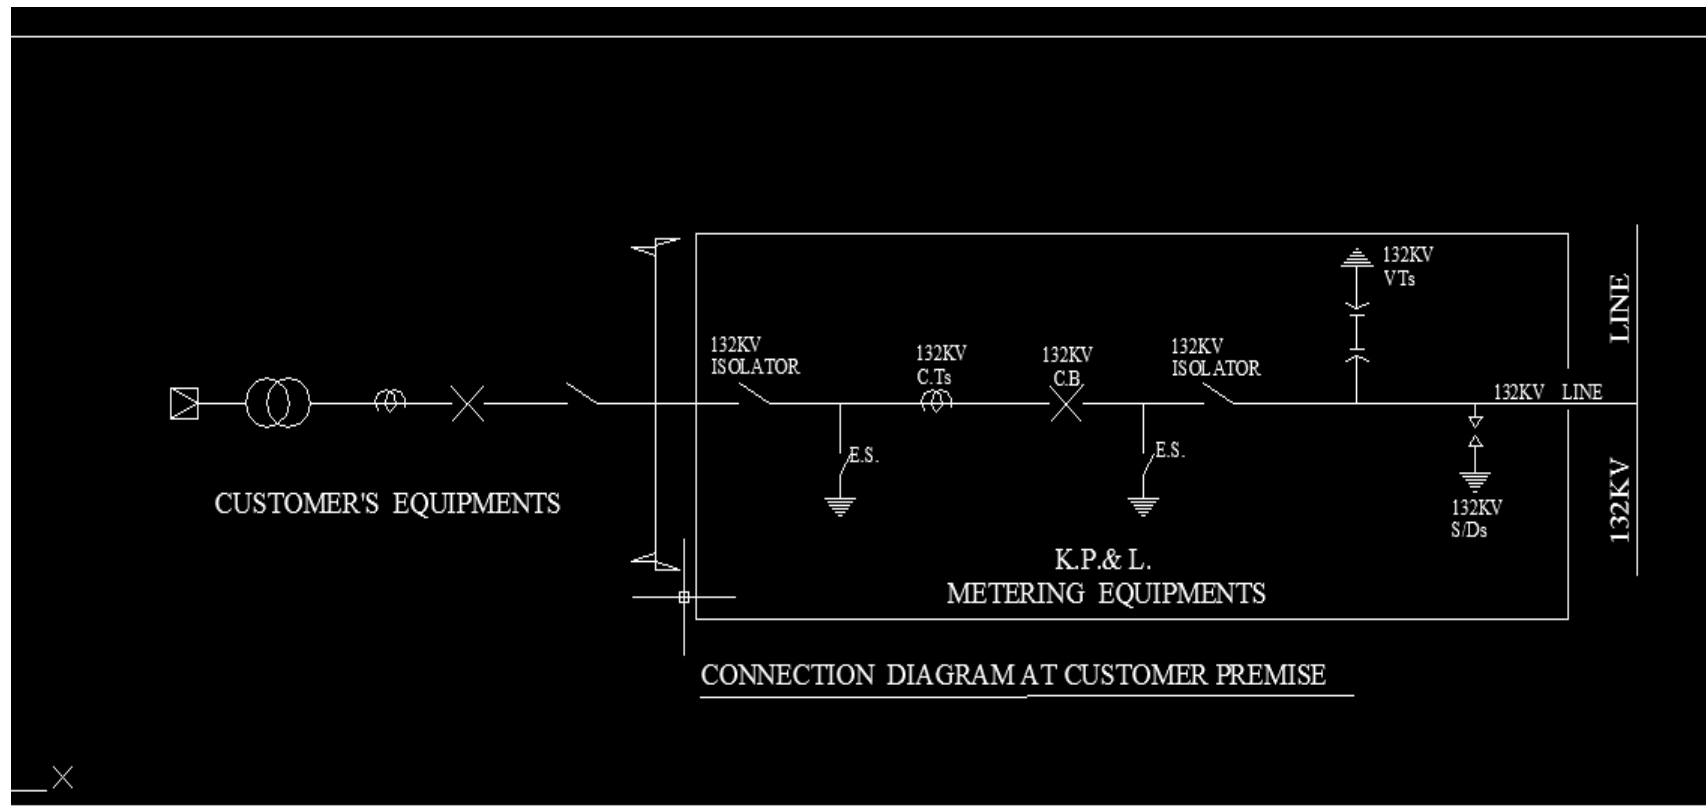 132KV
VTs
132KV
ISOLATOR
132KV
C.Ts
132KV
C.B
132KV
ISOLATOR
132KV LINE
E.S.
E.S.
CUSTOMER'S EQUIPMENTS
132KV
S/Ds
K.P.& L.
METERING EQUIPMENTS
132KV LINE
CONNECTION DIAGRAM AT CUSTOMER PREMISE
X